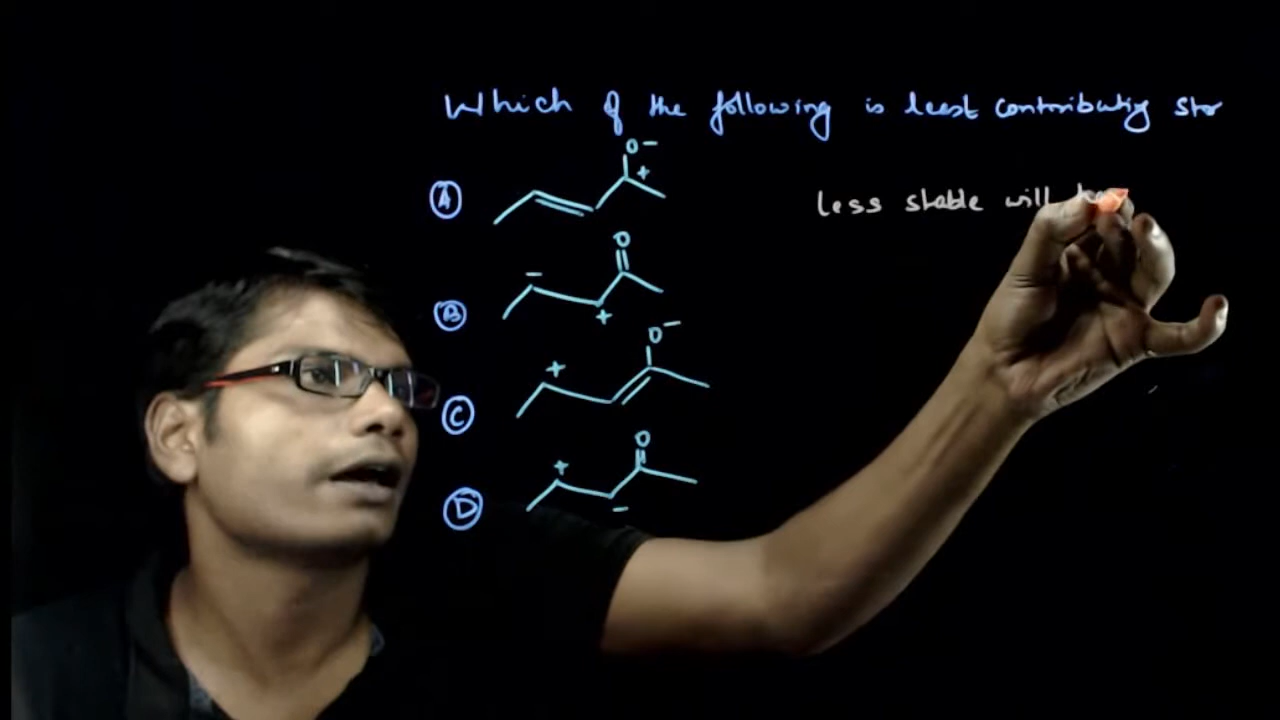 Which of the following is least contributing str
less stable will
A
O−
+
B
O
−
+
C
O−
+
D
O
+
−